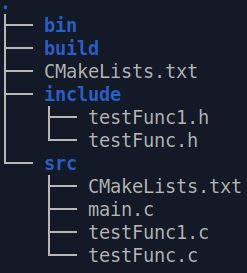 .
bin
build
CMakeLists.txt
include
testFunc1.h
testFunc.h
src
CMakeLists.txt
main.c
testFunc1.c
testFunc.c